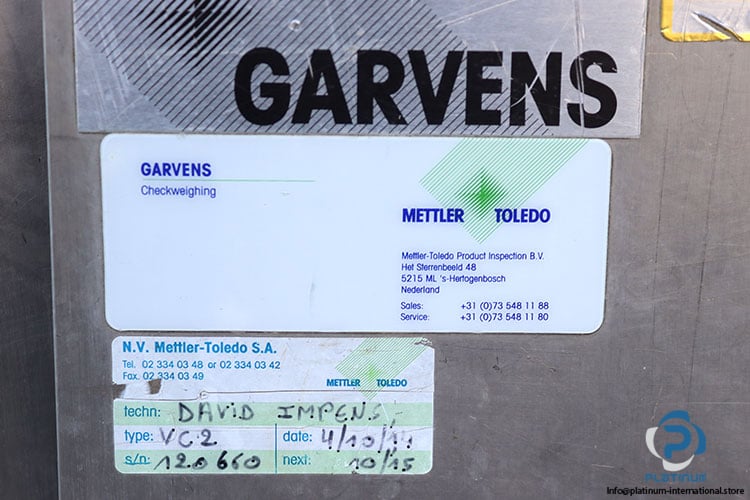 GARVENS
GARVENS
Checkweighing
METTLER TOLEDO
Mettler-Toledo Product Inspection B.V.
Het Sterrenbeeld 48
5215 ML 's-Hertogenbosch
Nederland
Sales: +31 (0)73 548 11 88
Service: +31 (0)73 548 11 80
N.V. Mettler-Toledo S.A.
Tel. 02 334 03 48 or 02 334 03 42
Fax. 02 334 03 49
METTLER TOLEDO
techn: DAVID IMPENS
type: VC2 date: 4/10/14
s/n: 120660 next: 10/15
PLATINUM
Info@platinum-international.store